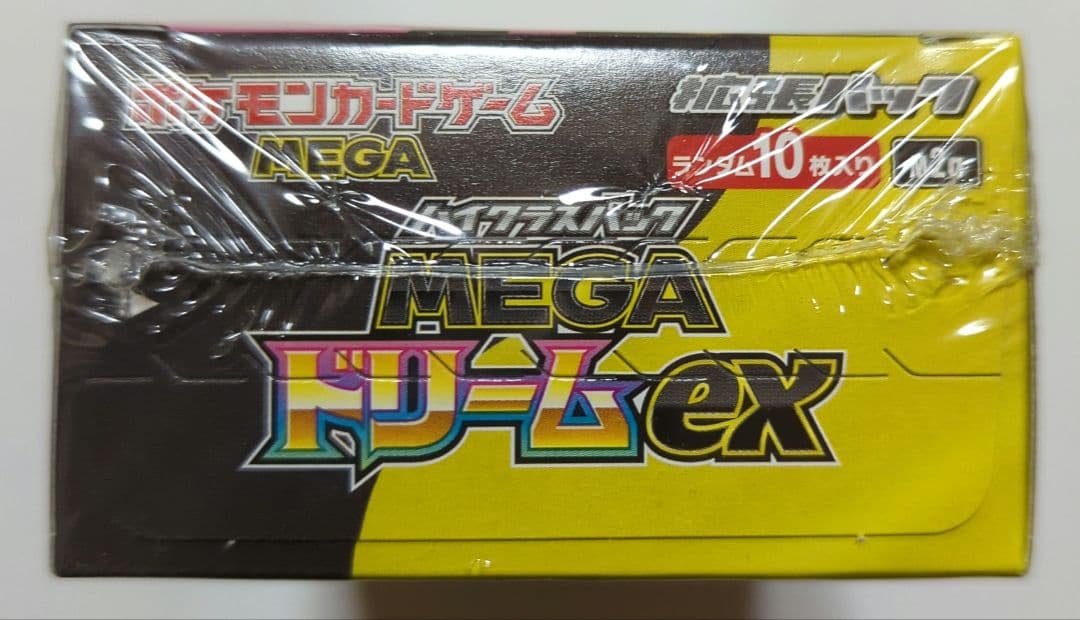 ポケモンカードゲーム
MEGA
拡張パック
ランダム10枚入り
ハイクラスパック
MEGA
ドリームex